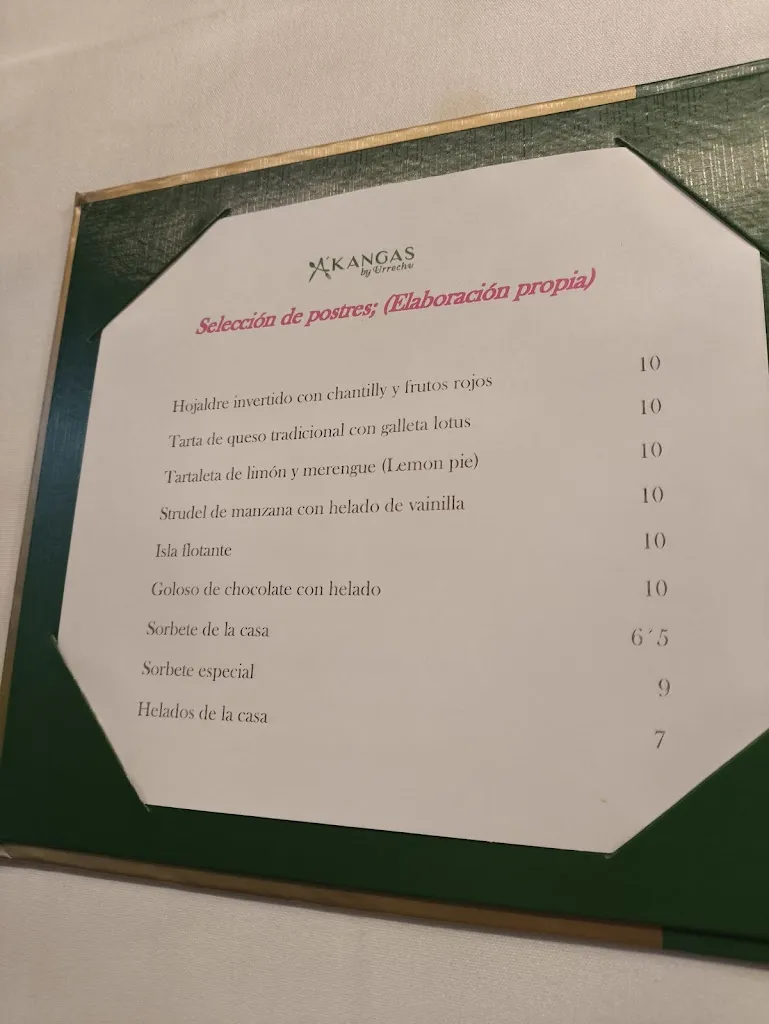 A'KANGAS
by Urrechu
Selección de postres; (Elaboración propia)
Hojaldre invertido con chantilly y frutos rojos 10
Tarta de queso tradicional con galleta lotus 10
Tartaleta de limón y merengue (Lemon pie) 10
Strudel de manzana con helado de vainilla 10
Isla flotante 10
Goloso de chocolate con helado 10
Sorbete de la casa 6´5
Sorbete especial 9
Helados de la casa 7